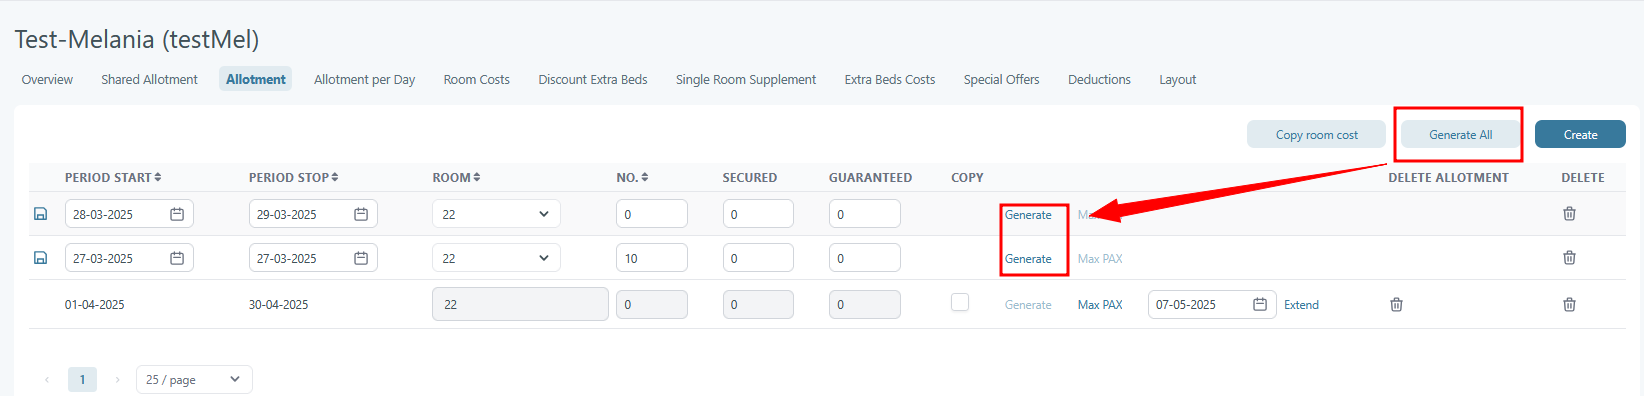 Test-Melania (testMel)
Overview Shared Allotment Allotment Allotment per Day Room Costs Discount Extra Beds Single Room Supplement Extra Beds Costs Special Offers Deductions Layout
Copy room cost Generate All Create
PERIOD START PERIOD STOP ROOM NO. SECURED GUARANTEED COPY DELETE ALLOTMENT DELETE
28-03-2025 29-03-2025 22 0 0 0 Generate
27-03-2025 27-03-2025 22 10 0 0 Generate Max PAX
01-04-2025 30-04-2025 22 0 0 0 Generate Max PAX 07-05-2025 Extend
1 25 / page